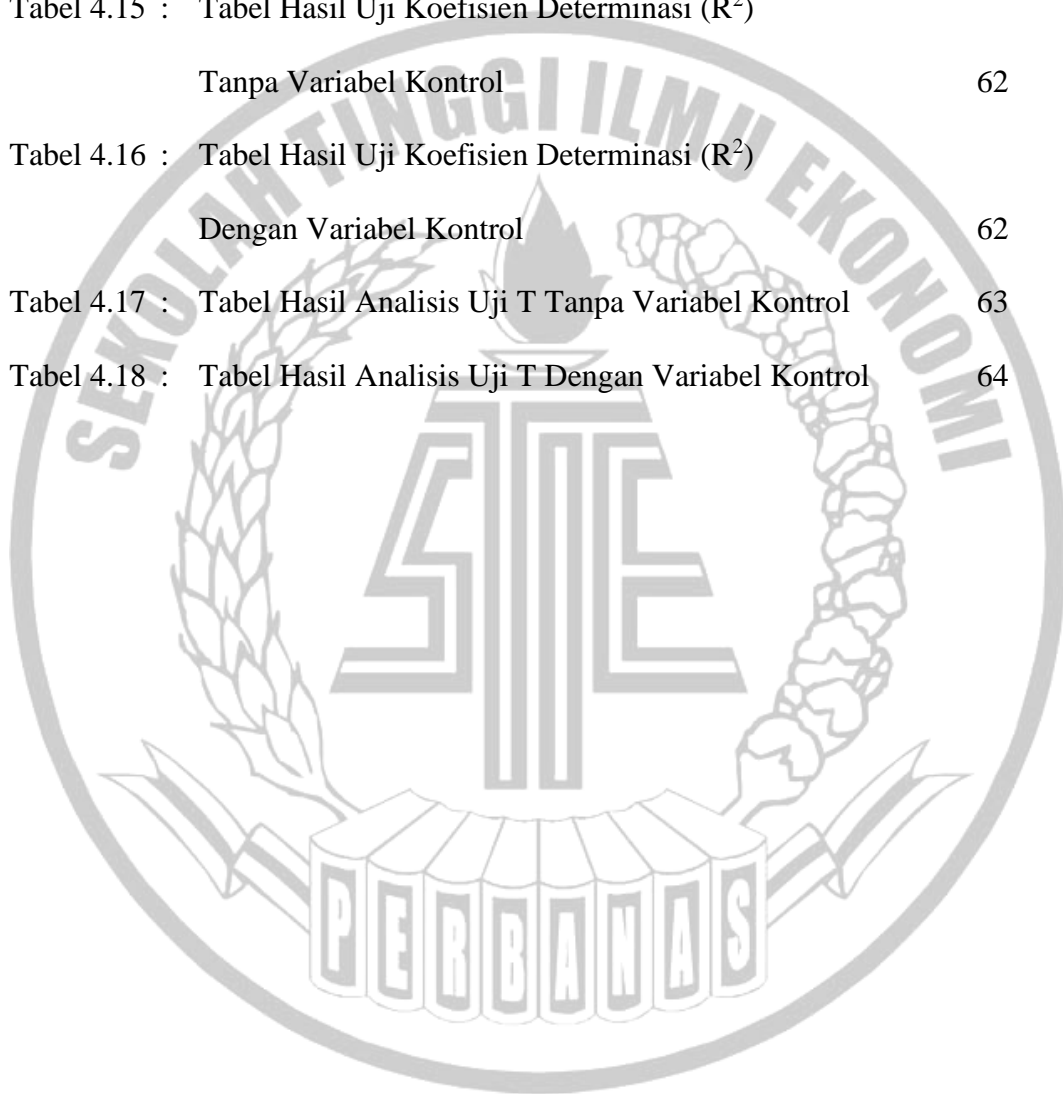 Tabel 4.15 : Tabel Hasil Uji Koefisien Determinasi (R²)
Tanpa Variabel Kontrol 62
Tabel 4.16 : Tabel Hasil Uji Koefisien Determinasi (R²)
Dengan Variabel Kontrol 62
Tabel 4.17 : Tabel Hasil Analisis Uji T Tanpa Variabel Kontrol 63
Tabel 4.18 : Tabel Hasil Analisis Uji T Dengan Variabel Kontrol 64
SEKOLAH TINGGI ILMU EKONOMI
STIE
PERBANAS